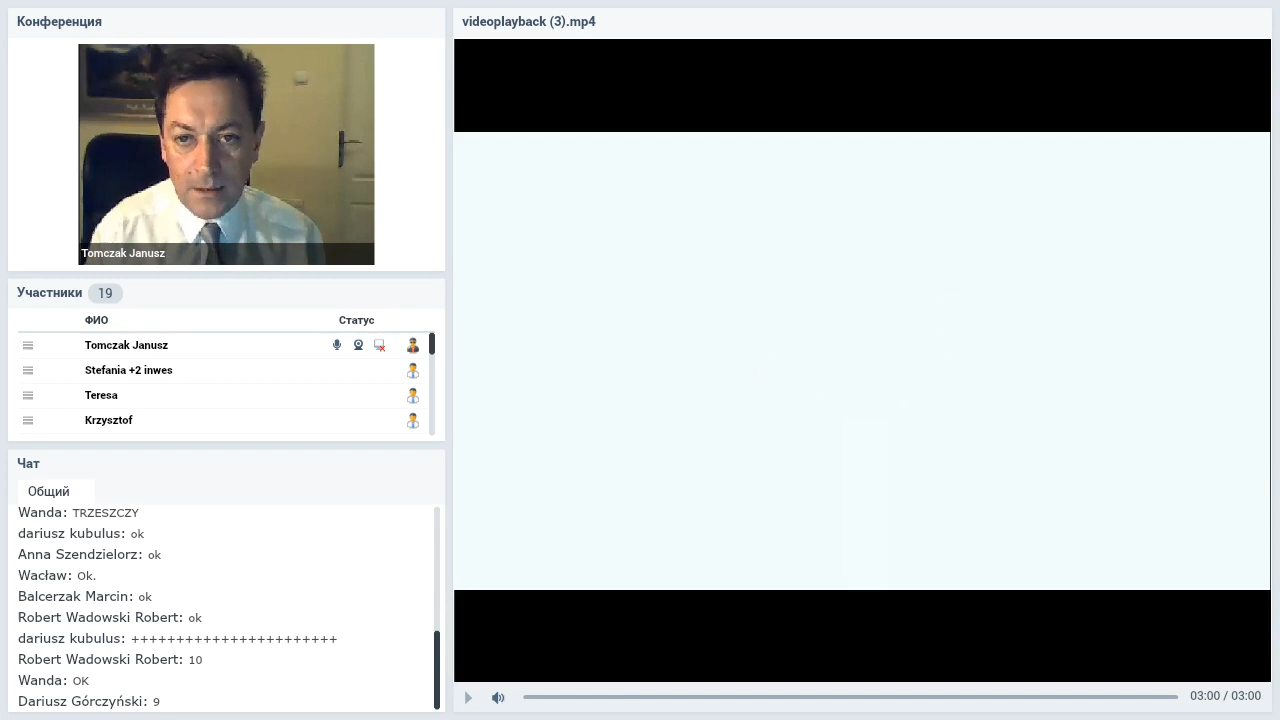 Конференция
Tomczak Janusz
Участники 19
ФИО Статус
Tomczak Janusz
Stefania +2 inwes
Teresa
Krzysztof
Чат
Общий
Wanda: TRZESZCZY
dariusz kubulus: ok
Anna Szendzielorz: ok
Wacław: Ok.
Balcerzak Marcin: ok
Robert Wadowski Robert: ok
dariusz kubulus: +++++++++++++++++++++++
Robert Wadowski Robert: 10
Wanda: OK
Dariusz Górczyński: 9
videoplayback (3).mp4
03:00 / 03:00